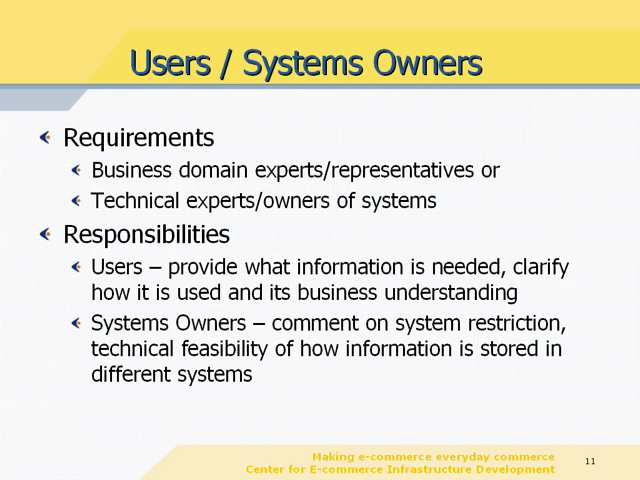 Users / Systems Owners
Requirements
Business domain experts/representatives or
Technical experts/owners of systems
Responsibilities
Users – provide what information is needed, clarify
how it is used and its business understanding
Systems Owners – comment on system restriction,
technical feasibility of how information is stored in
different systems
Making e-commerce everyday commerce
Center for E-commerce Infrastructure Development
11